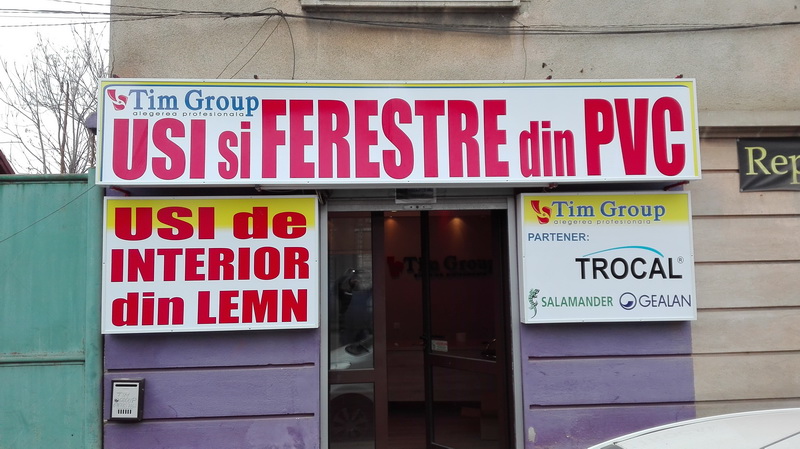 Tim Group
alegerea profesionala
USI si FERESTRE din PVC
USI de
INTERIOR
din LEMN
Tim Group
alegerea profesionala
PARTENER:
TROCAL®
SALAMANDER GEALAN
Tim Group
Rep